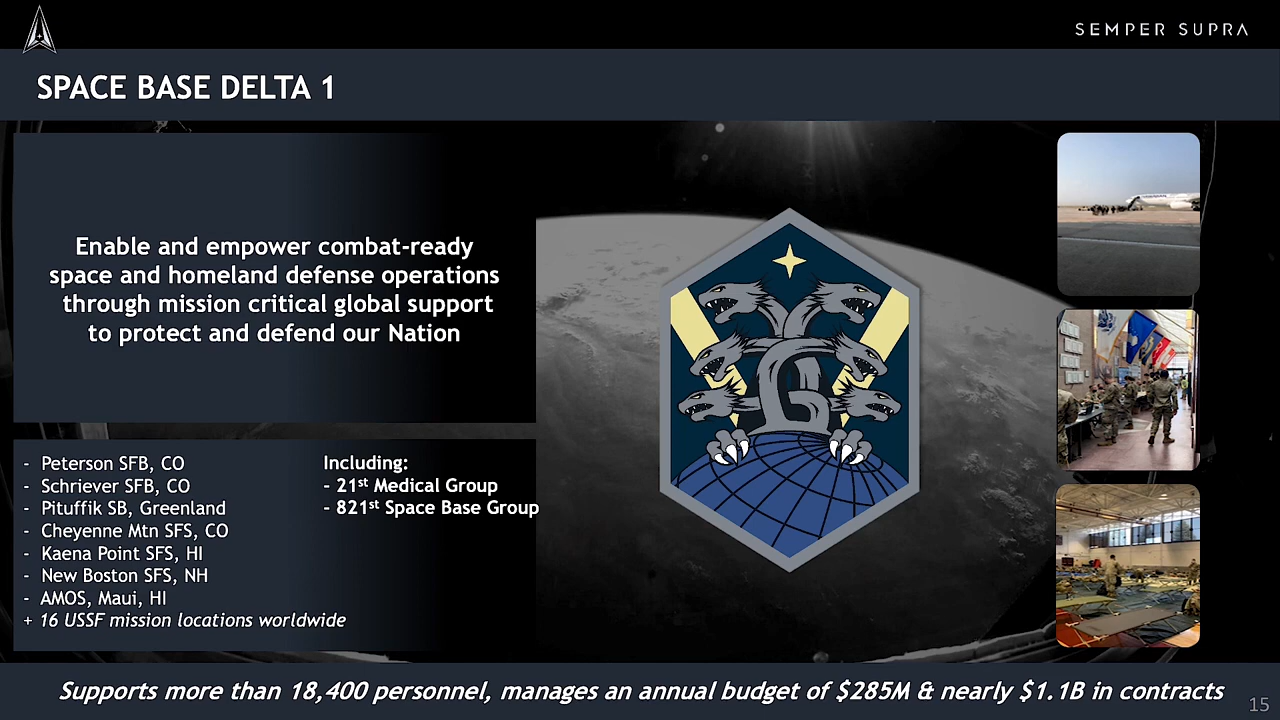 SEMPER SUPRA
SPACE BASE DELTA 1
Enable and empower combat-ready
space and homeland defense operations
through mission critical global support
to protect and defend our Nation
- Peterson SFB, CO
- Schriever SFB, CO
- Pituffik SB, Greenland
- Cheyenne Mtn SFS, CO
- Kaena Point SFS, HI
- New Boston SFS, NH
- AMOS, Maui, HI
+ 16 USSF mission locations worldwide
Including:
- 21st Medical Group
- 821st Space Base Group
Supports more than 18,400 personnel, manages an annual budget of $285M & nearly $1.1B in contracts
15